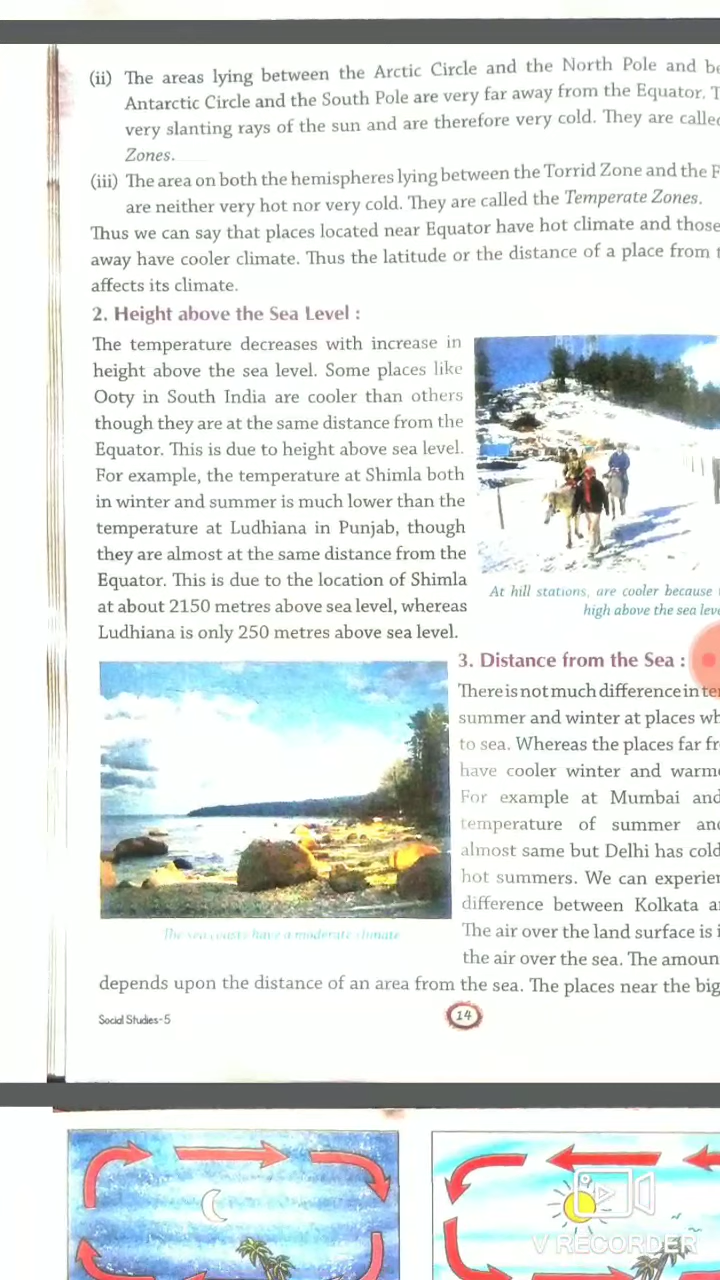 (ii) The areas lying between the Arctic Circle and the North Pole and
Antarctic Circle and the South Pole are very far away from the Equator.
very slanting rays of the sun and are therefore very cold. They are
Zones.
(iii) The area on both the hemispheres lying between the Torrid Zone and the
are neither very hot nor very cold. They are called the Temperate Zones.
Thus we can say that places located near Equator have hot climate and those
away have cooler climate. Thus the latitude or the distance of a place from
affects its climate.
2. Height above the Sea Level :
The temperature decreases with increase in
height above the sea level. Some places like
Ooty in South India are cooler than others
though they are at the same distance from the
Equator. This is due to height above sea level.
For example, the temperature at Shimla both
in winter and summer is much lower than the
temperature at Ludhiana in Punjab, though
they are almost at the same distance from the
Equator. This is due to the location of Shimla
at about 2150 metres above sea level, whereas
Ludhiana is only 250 metres above sea level.
At hill stations, are cooler because
high above the sea
3. Distance from the Sea :
There is not much difference in
summer and winter at places
to sea. Whereas the places far
have cooler winter and
For example at Mumbai and
temperature of summer
almost same but Delhi has
hot summers. We can
difference between Kolkata
The air over the land surface is
the air over the sea. The
The sea coasts have a moderate climate
depends upon the distance of an area from the sea. The places near the
Social Studies-5
14
V RECORDER